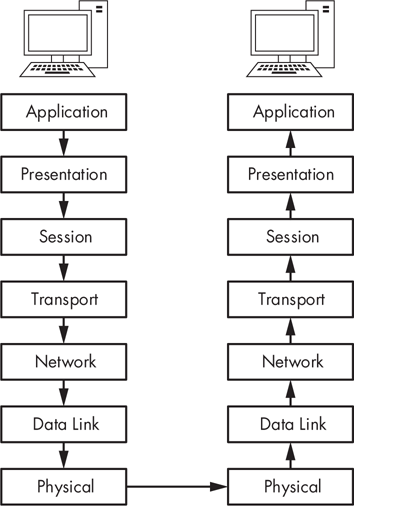 Application
Presentation
Session
Transport
Network
Data Link
Physical
Application
Presentation
Session
Transport
Network
Data Link
Physical